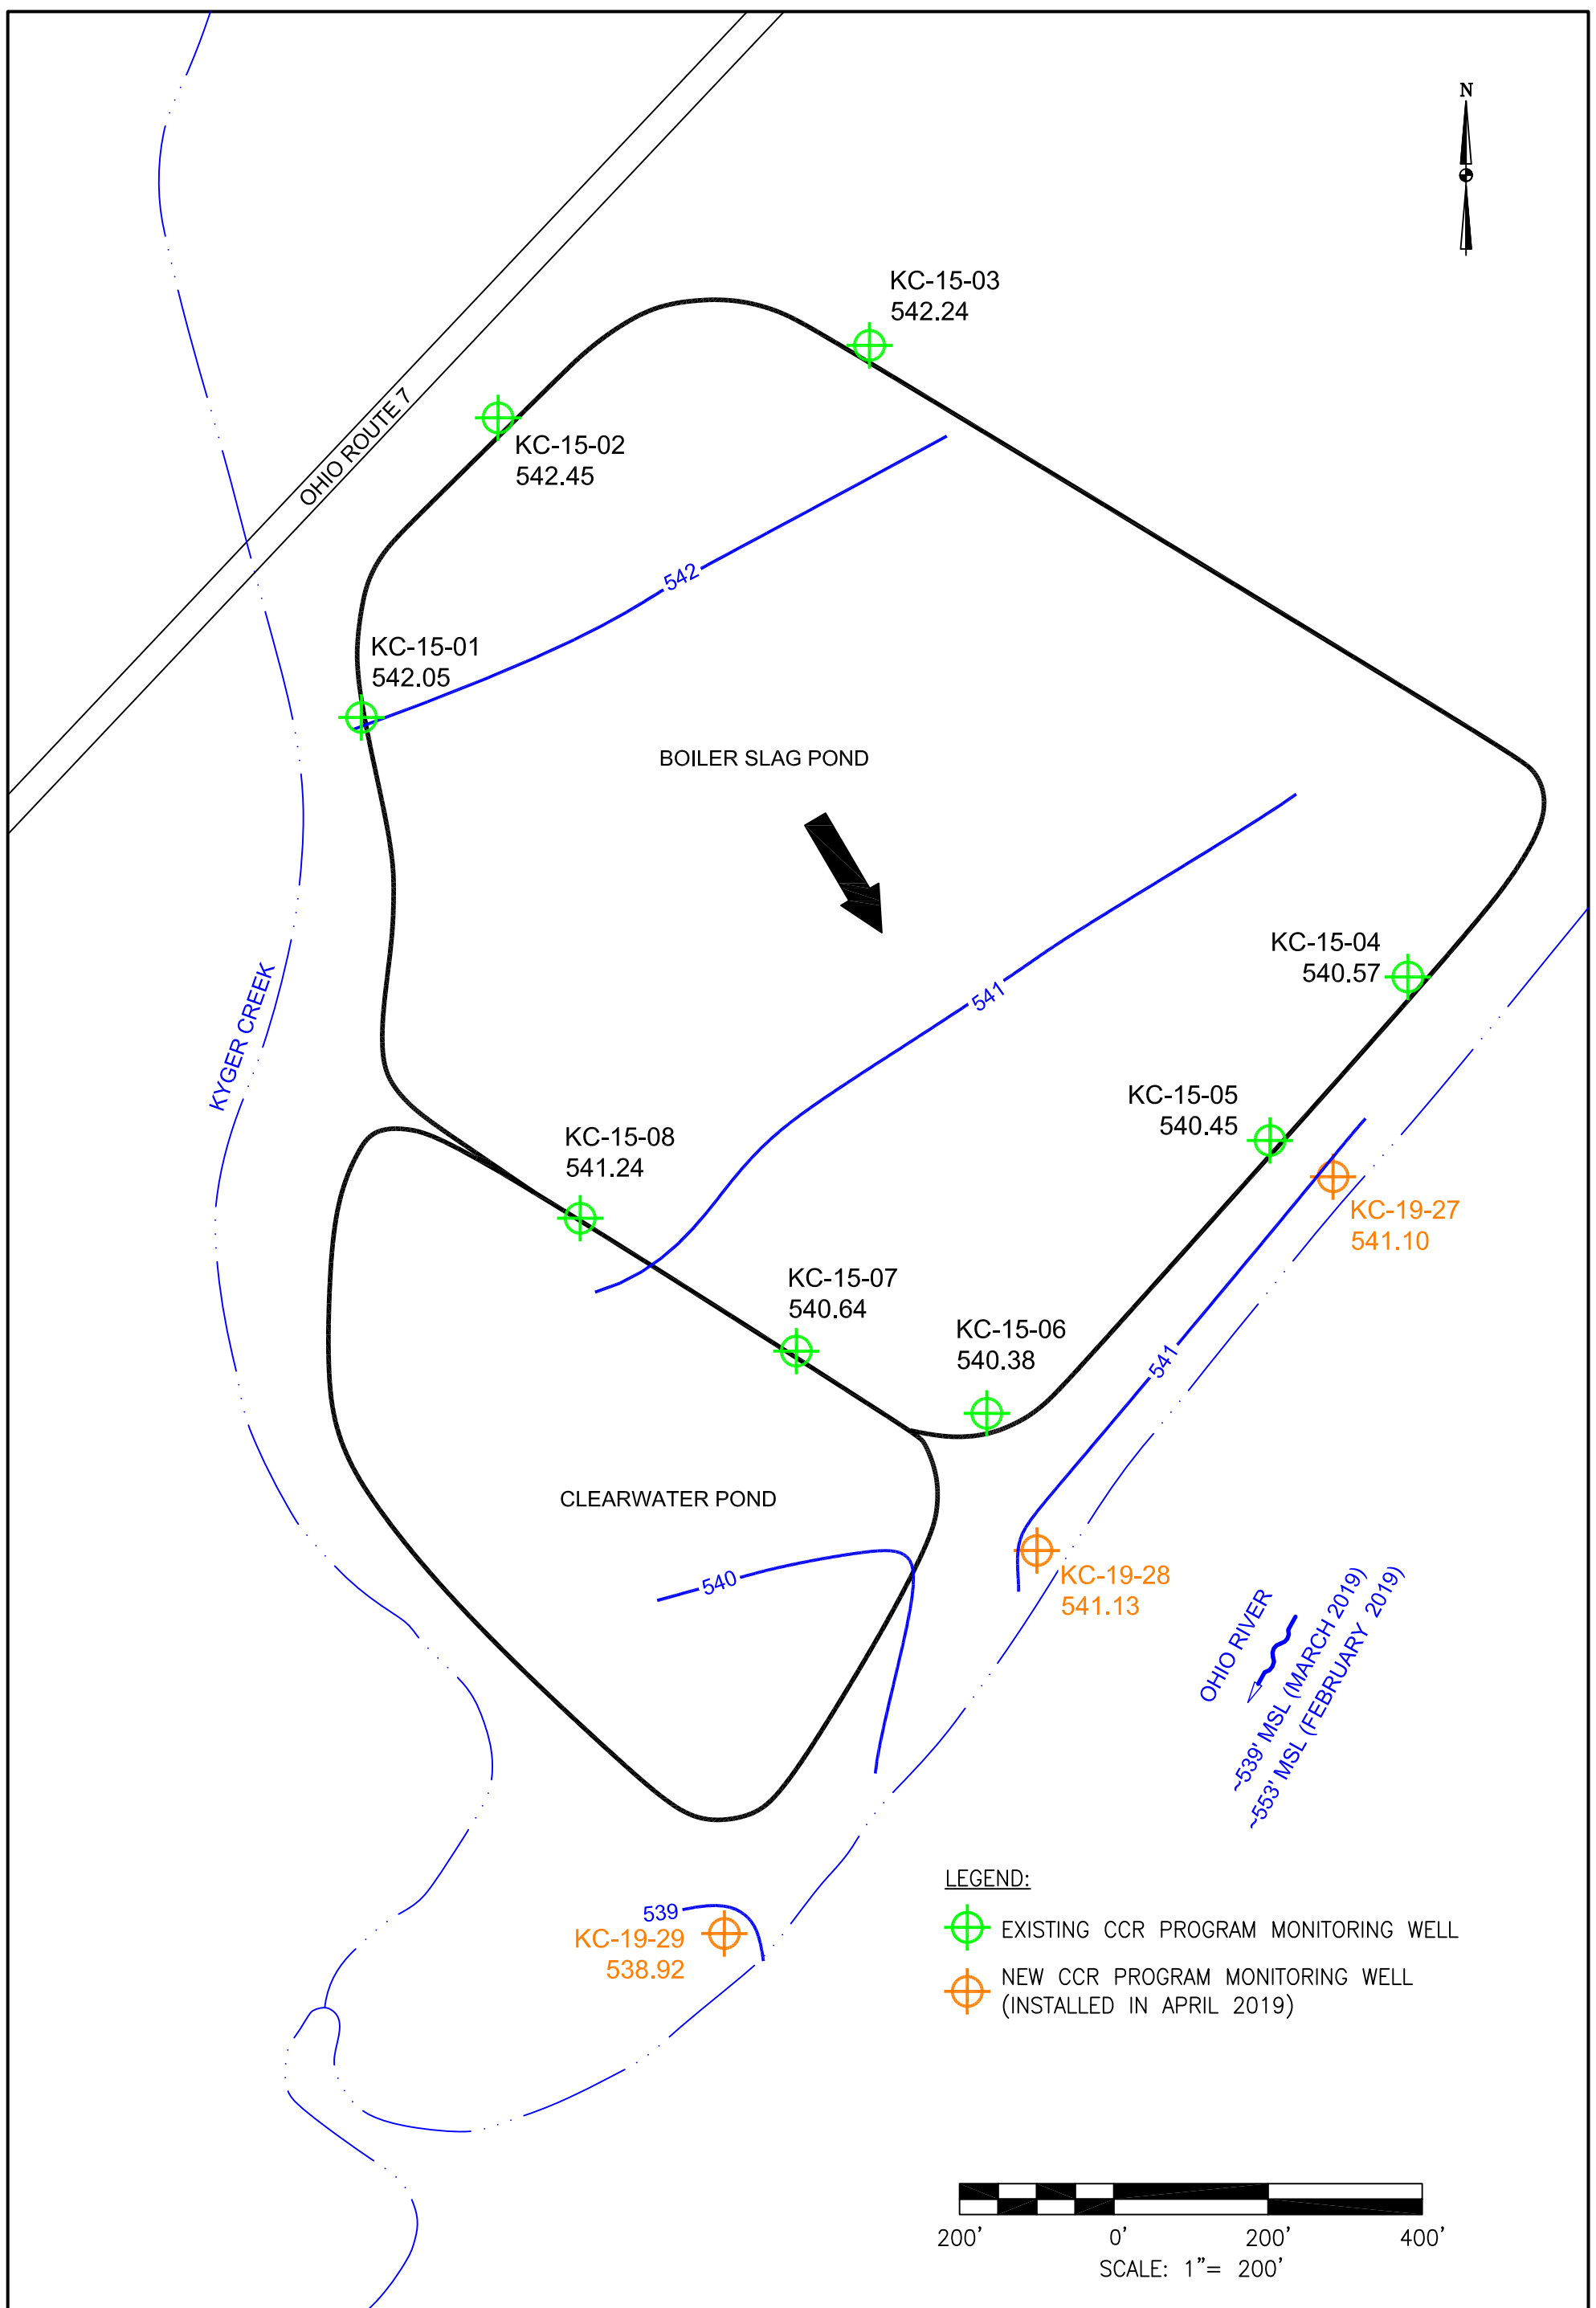 N
KC-15-03
542.24
OHIO ROUTE 7
KC-15-02
542.45
542
KC-15-01
542.05
BOILER SLAG POND
KC-15-04
540.57
541
KYGER CREEK
KC-15-05
540.45
KC-15-08
541.24
KC-19-27
541.10
KC-15-07
540.64
KC-15-06
540.38
541
CLEARWATER POND
540
KC-19-28
541.13
OHIO RIVER
~539' MSL (MARCH 2019)
~553' MSL (FEBRUARY 2019)
LEGEND:
EXISTING CCR PROGRAM MONITORING WELL
NEW CCR PROGRAM MONITORING WELL
(INSTALLED IN APRIL 2019)
539
KC-19-29
538.92
200' 0' 200' 400'
SCALE: 1"= 200'